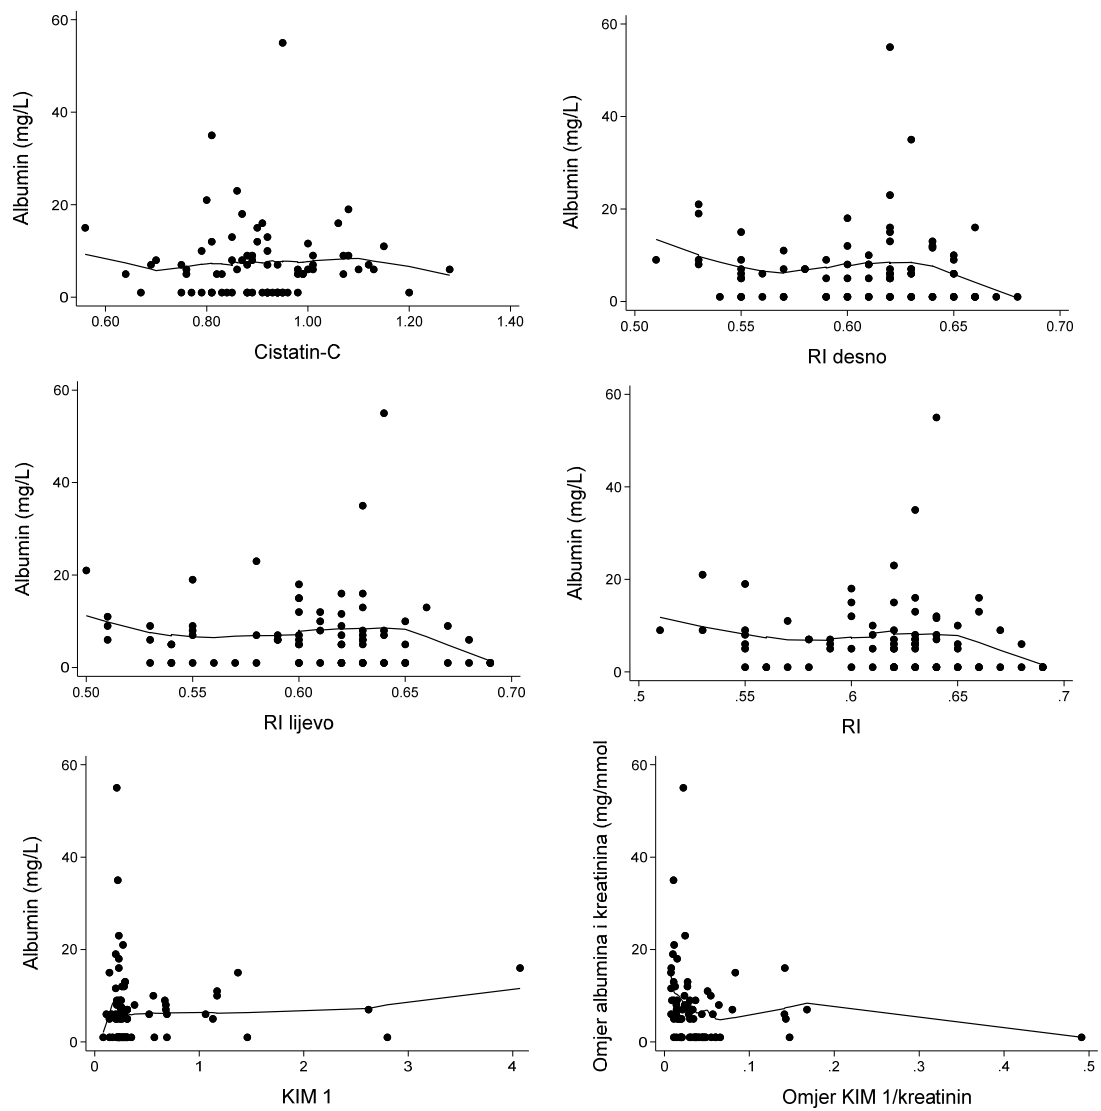 Albumin (mg/L)
60
40
20
0
0.60 0.80 1.00 1.20 1.40
Cistatin-C
Albumin (mg/L)
60
40
20
0
0.50 0.55 0.60 0.65 0.70
RI desno
Albumin (mg/L)
60
40
20
0
0.50 0.55 0.60 0.65 0.70
RI lijevo
Albumin (mg/L)
60
40
20
0
.5 .55 .6 .65 .7
RI
Albumin (mg/L)
60
40
20
0
0 1 2 3 4
KIM 1
Omjer albumina i kreatinina (mg/mmol
60
40
20
0
0 .1 .2 .3 .4 .5
Omjer KIM 1/kreatinin